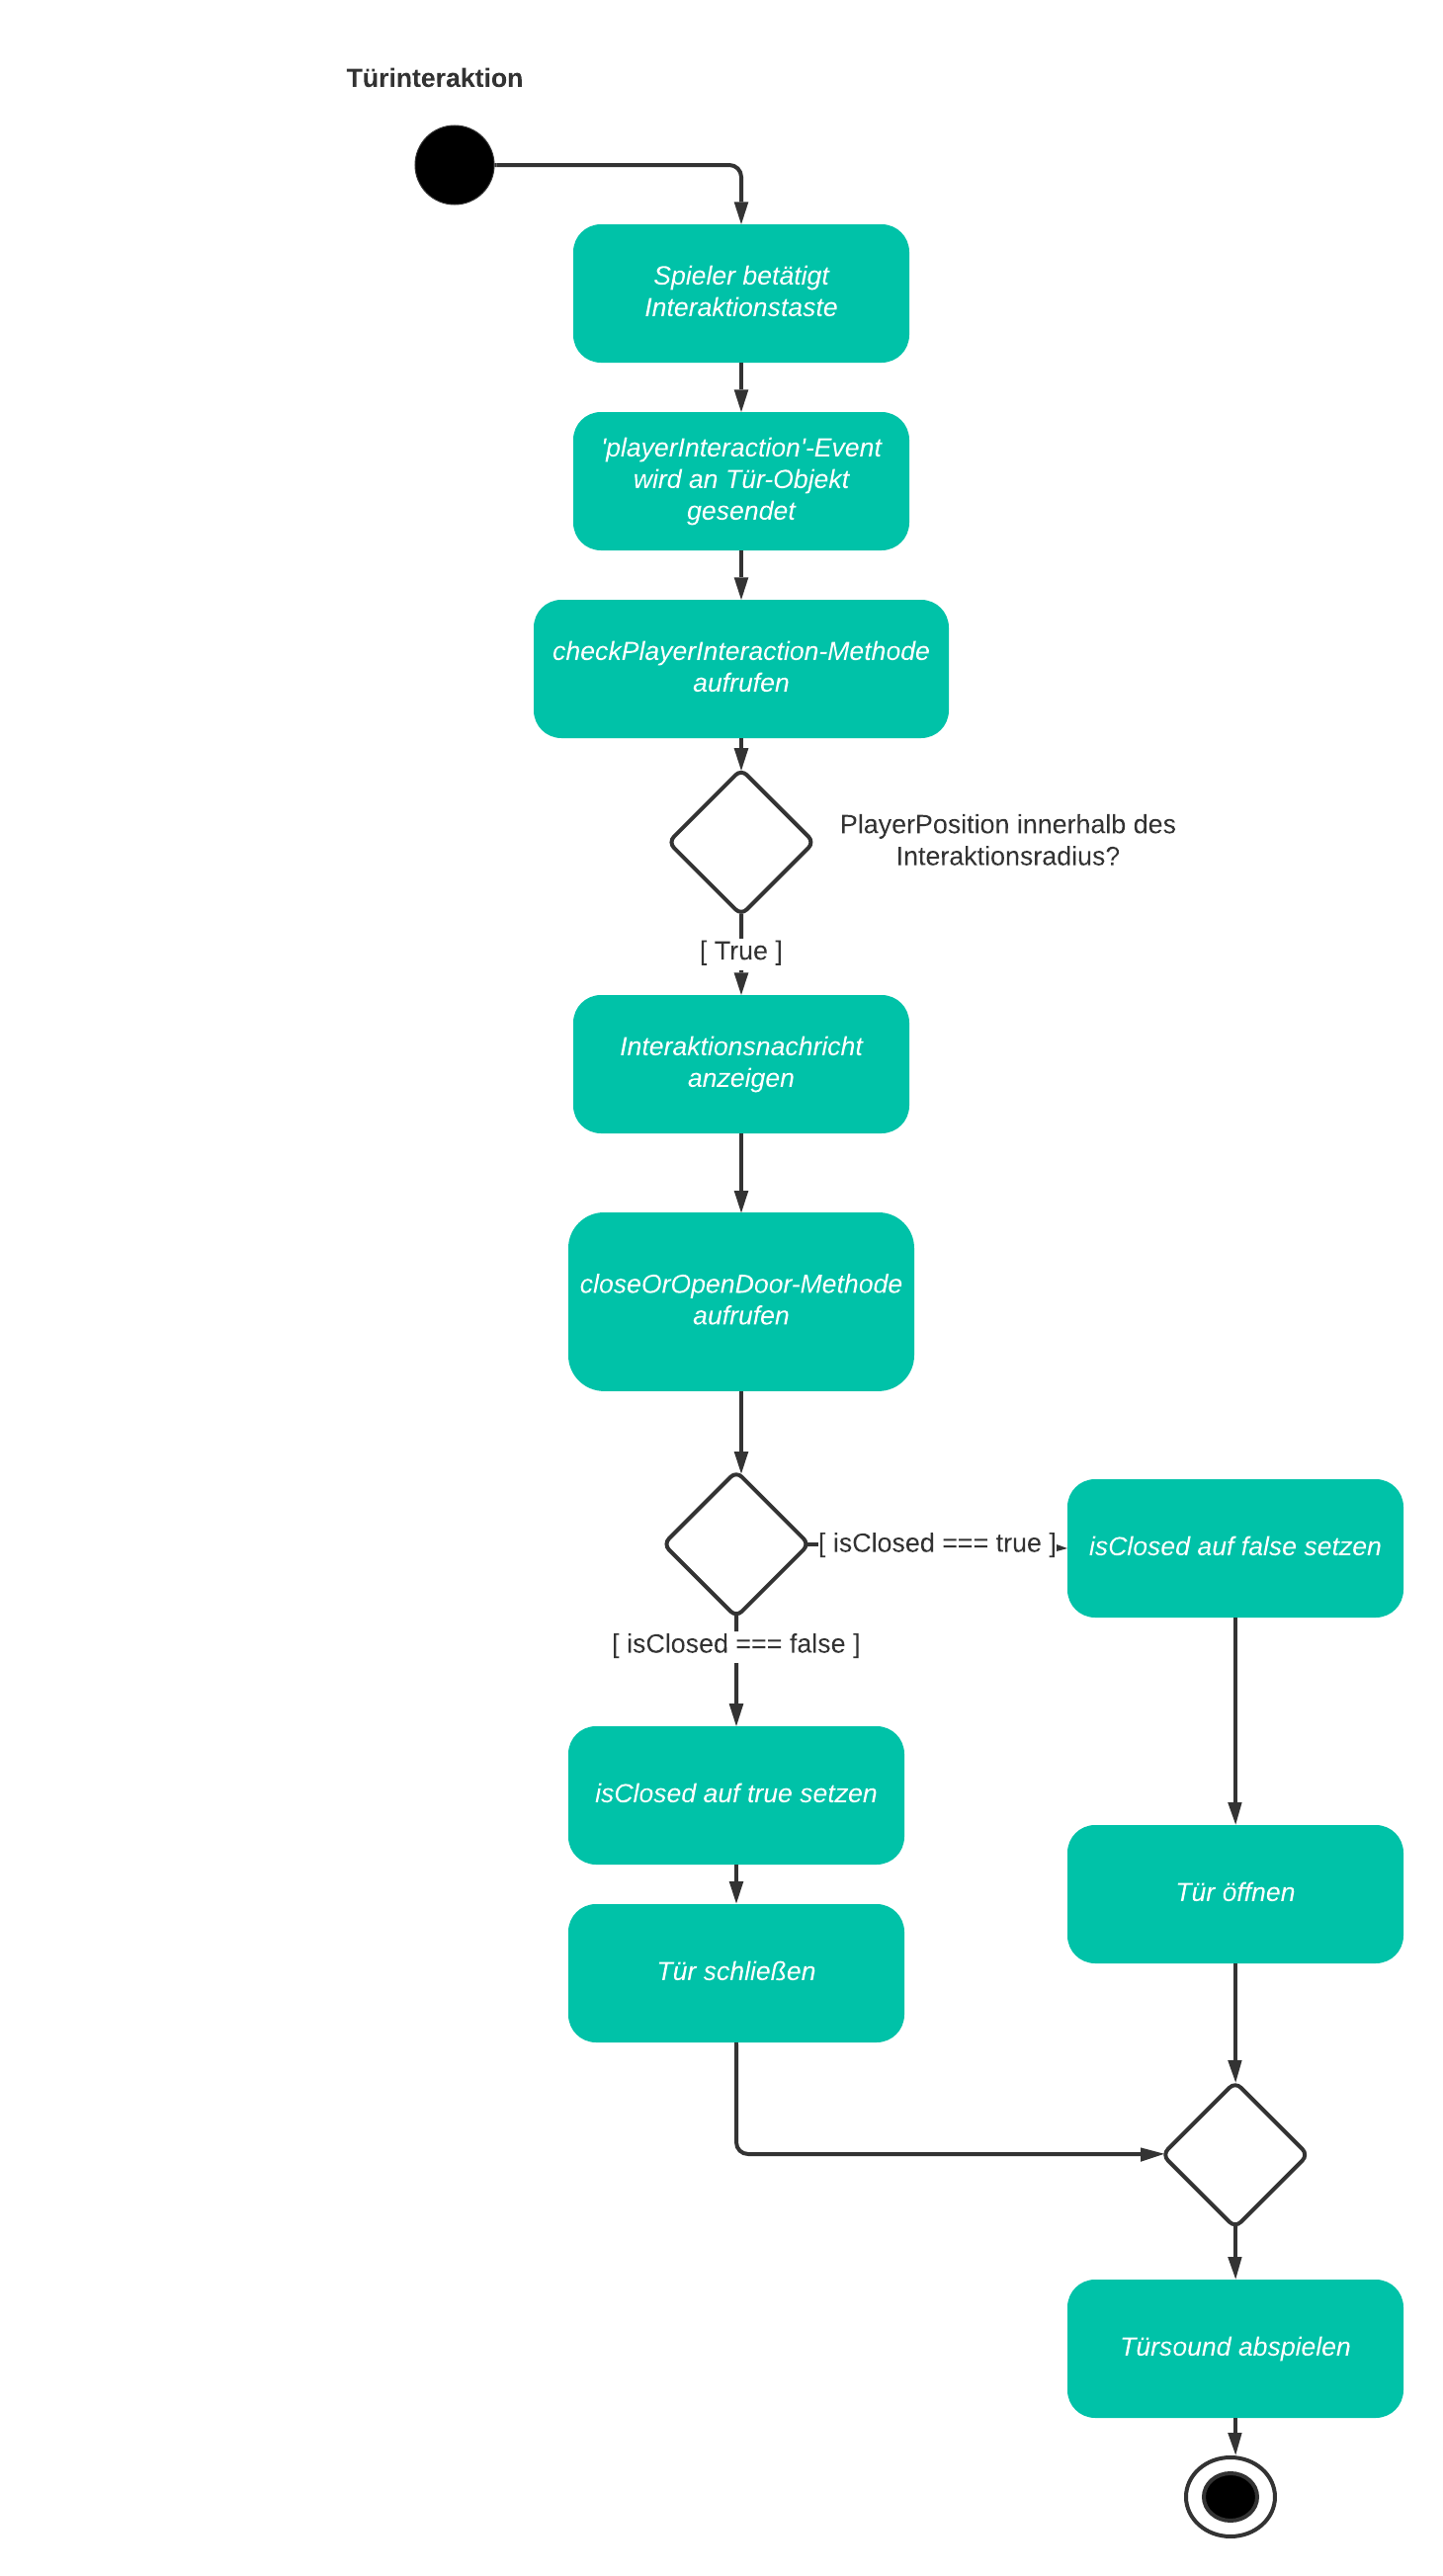 Türinteraktion
Spieler betätigt
Interaktionstaste
'playerInteraction'-Event
wird an Tür-Objekt
gesendet
checkPlayerInteraction-Methode
aufrufen
PlayerPosition innerhalb des
Interaktionsradius?
[ True ]
Interaktionsnachricht
anzeigen
closeOrOpenDoor-Methode
aufrufen
[ isClosed === true ]
isClosed auf false setzen
[ isClosed === false ]
isClosed auf true setzen
Tür öffnen
Tür schließen
Türsound abspielen